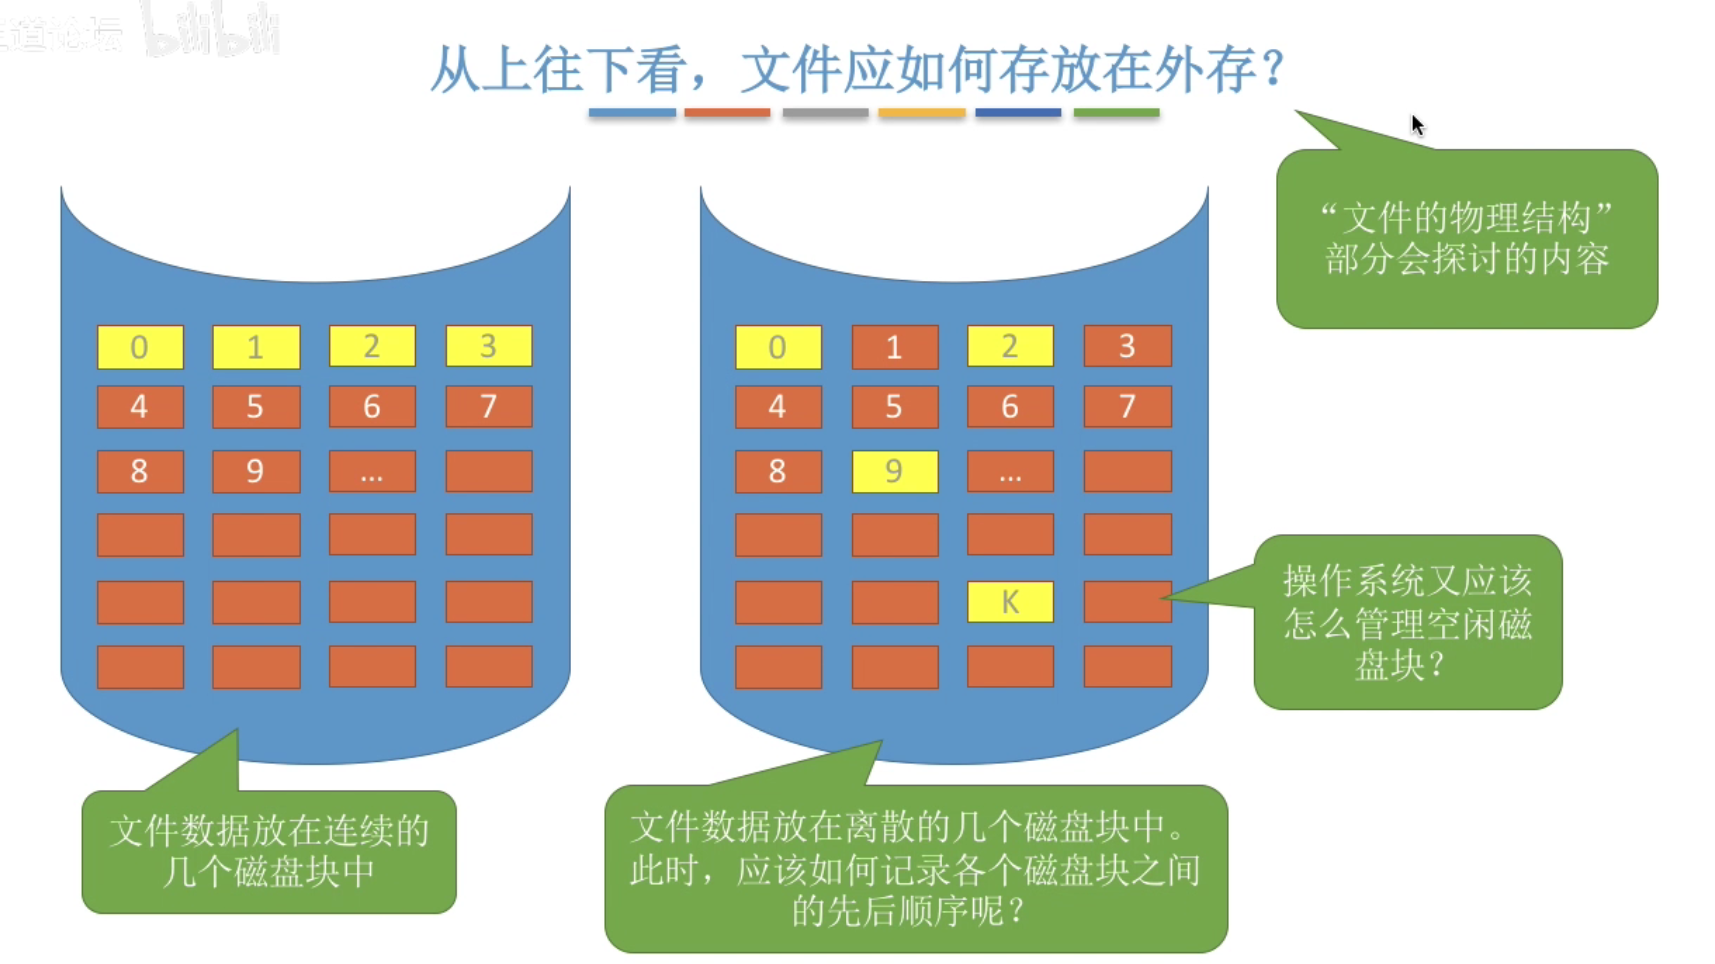 道论坛 bilibili
从上往下看，文件应如何存放在外存？
“文件的物理结构”
部分会探讨的内容
0 1 2 3
4 5 6 7
8 9 ...
0 1 2 3
4 5 6 7
8 9 ...
K
操作系统又应该
怎么管理空闲磁
盘块？
文件数据放在连续的
几个磁盘块中
文件数据放在离散的几个磁盘块中。
此时，应该如何记录各个磁盘块之间
的先后顺序呢？